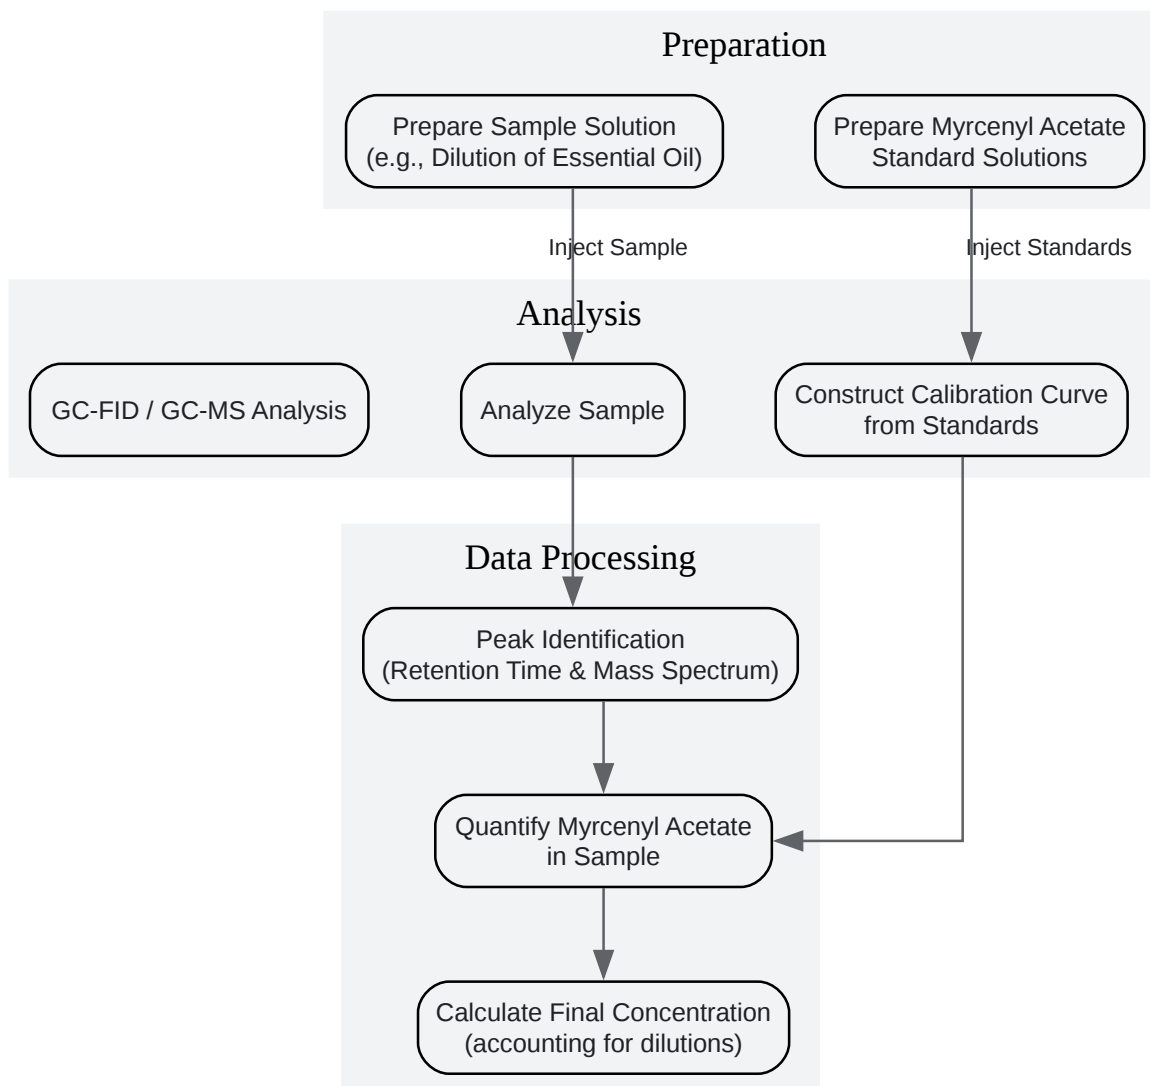 Preparation
Prepare Sample Solution
(e.g., Dilution of Essential Oil)
Prepare Myrcenyl Acetate
Standard Solutions
Inject Sample
Inject Standards
Analysis
GC-FID / GC-MS Analysis
Analyze Sample
Construct Calibration Curve
from Standards
Data Processing
Peak Identification
(Retention Time & Mass Spectrum)
Quantify Myrcenyl Acetate
in Sample
Calculate Final Concentration
(accounting for dilutions)